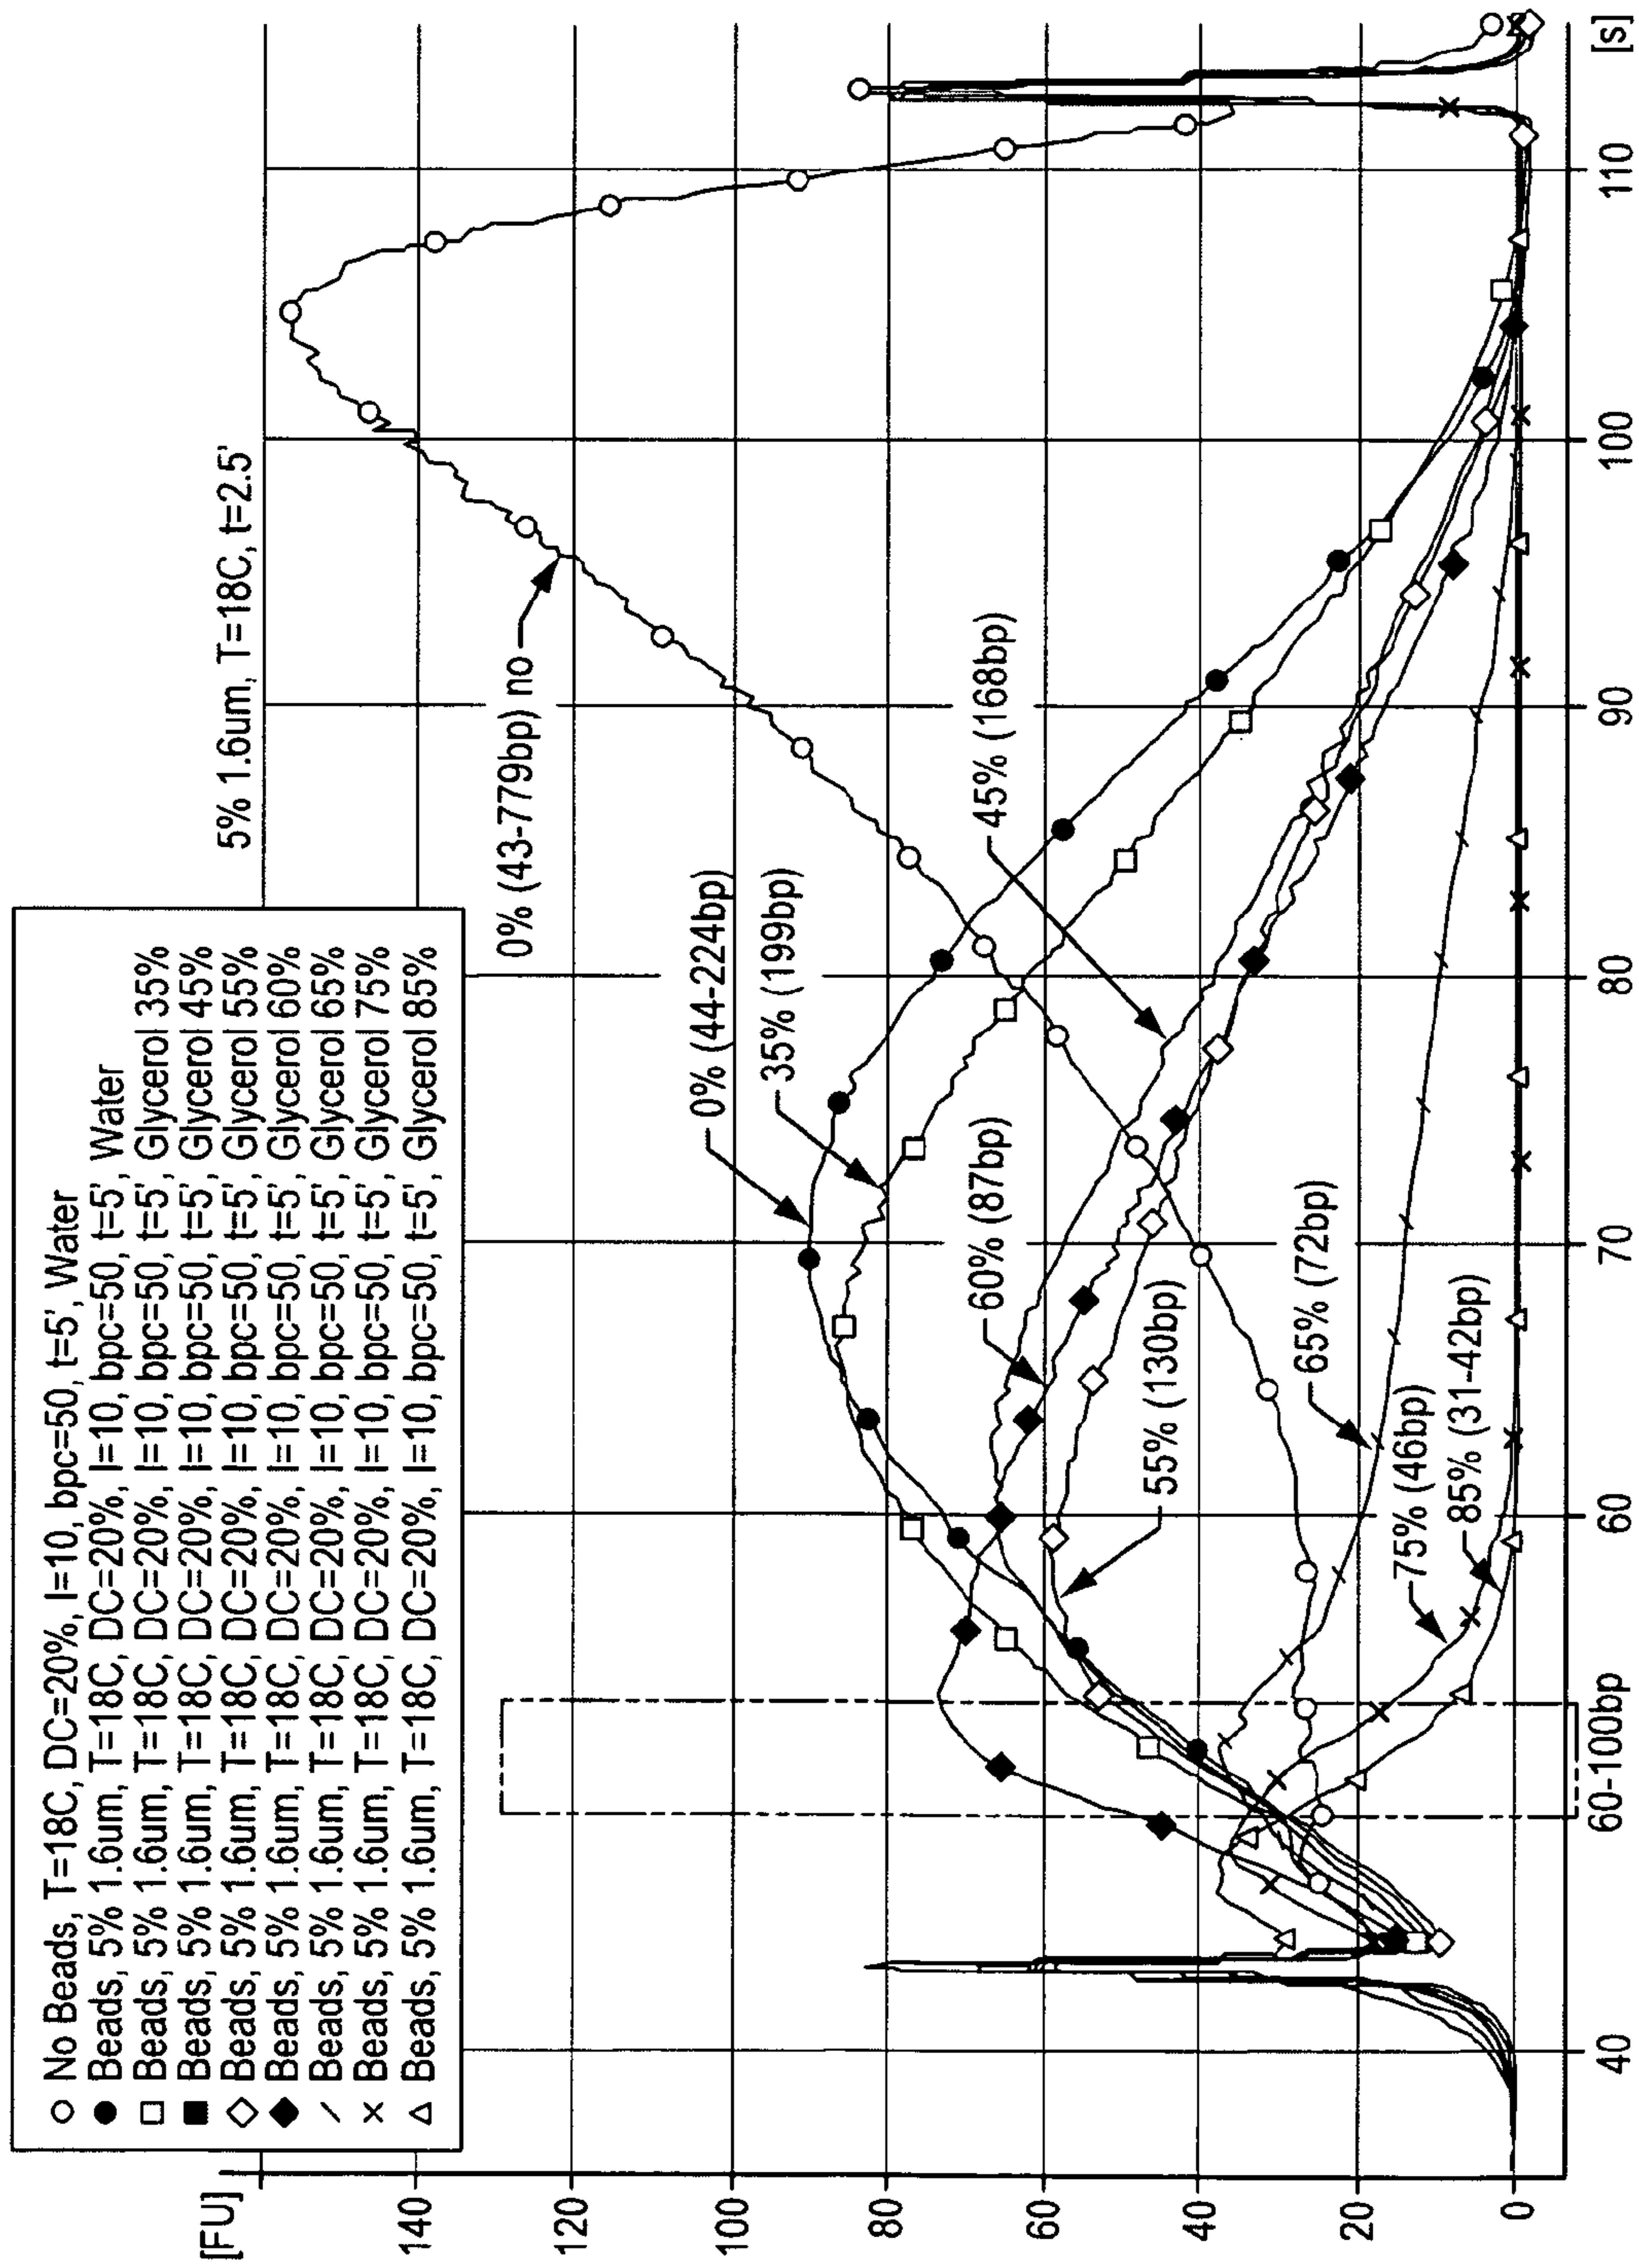 ○ No Beads, T=18C, DC=20%, I=10, bpc=50, t=5', Water
● Beads, 5% 1.6um, T=18C, DC=20%, I=10, bpc=50, t=5', Water
□ Beads, 5% 1.6um, T=18C, DC=20%, I=10, bpc=50, t=5', Glycerol 35%
■ Beads, 5% 1.6um, T=18C, DC=20%, I=10, bpc=50, t=5', Glycerol 45%
◇ Beads, 5% 1.6um, T=18C, DC=20%, I=10, bpc=50, t=5', Glycerol 55%
◆ Beads, 5% 1.6um, T=18C, DC=20%, I=10, bpc=50, t=5', Glycerol 60%
/ Beads, 5% 1.6um, T=18C, DC=20%, I=10, bpc=50, t=5', Glycerol 65%
× Beads, 5% 1.6um, T=18C, DC=20%, I=10, bpc=50, t=5', Glycerol 75%
△ Beads, 5% 1.6um, T=18C, DC=20%, I=10, bpc=50, t=5', Glycerol 85%
5% 1.6um, T=18C, t=2.5'
[FU]
140
120
100
80
60
40
20
0
0% (43-779bp) no
0% (44-224bp)
35% (199bp)
45% (168bp)
60% (87bp)
55% (130bp)
65% (72bp)
75% (46bp)
85% (31-42bp)
40
60-100bp
60
70
80
90
100
110
[s]